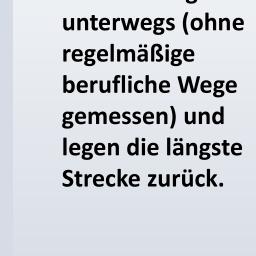 unterwegs (ohne
regelmäßige
berufliche Wege
gemessen) und
legen die längste
Strecke zurück.